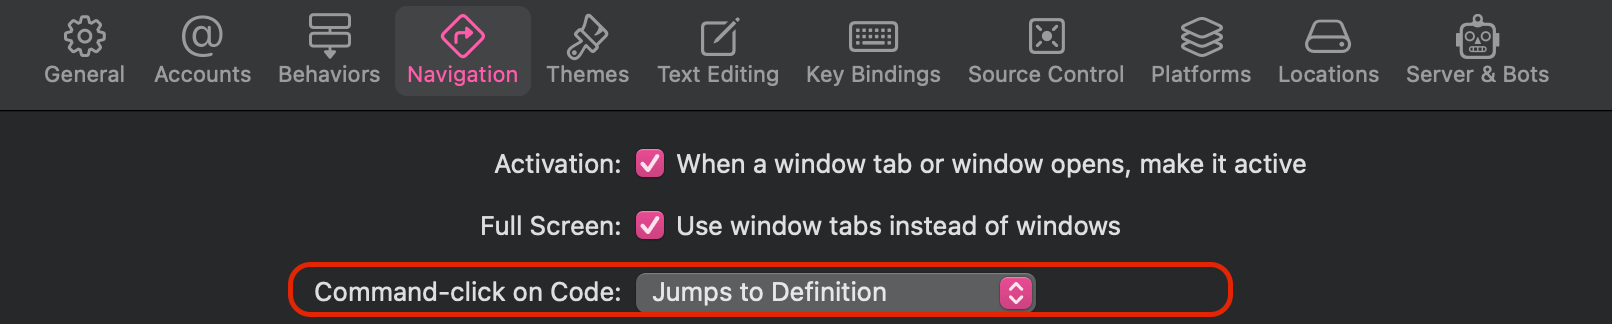 General Accounts Behaviors Navigation Themes Text Editing Key Bindings Source Control Platforms Locations Server & Bots
Activation: When a window tab or window opens, make it active
Full Screen: Use window tabs instead of windows
Command-click on Code: Jumps to Definition